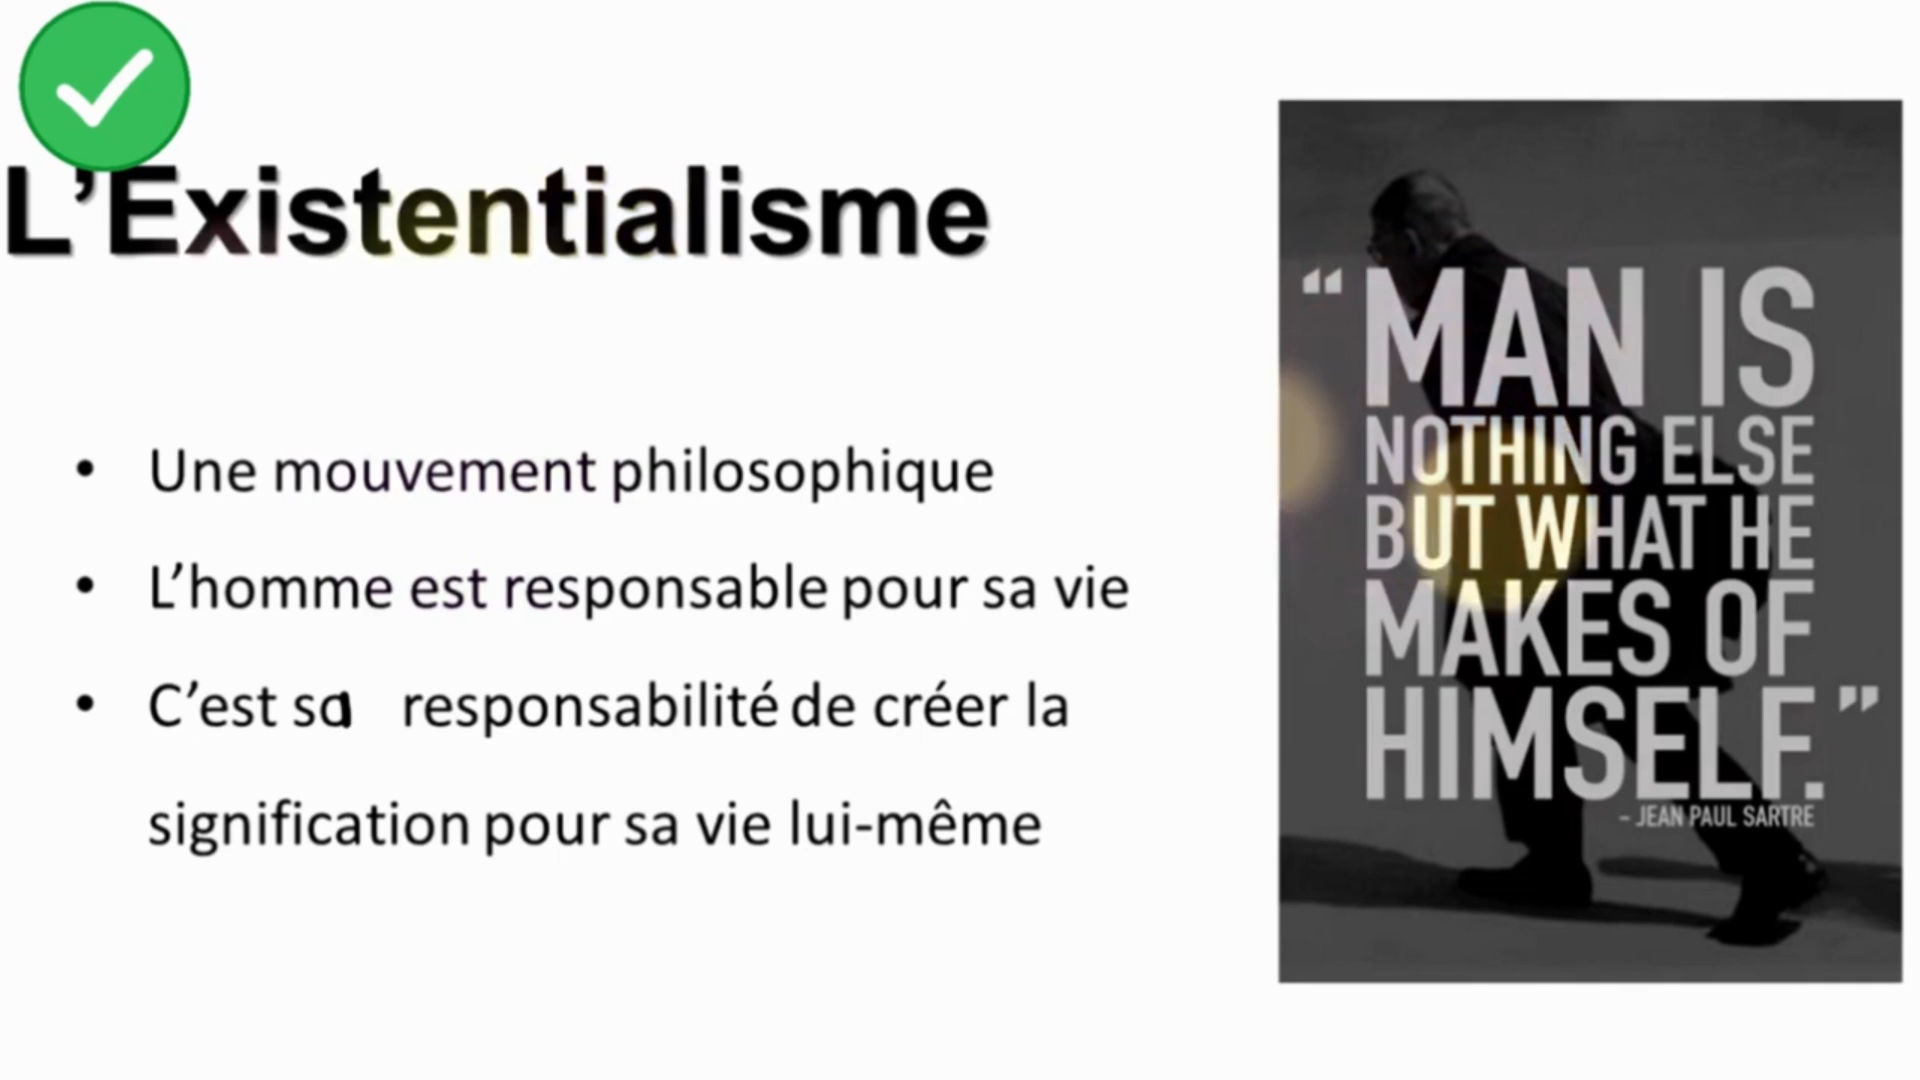 L’Existentialisme
• Une mouvement philosophique
• L’homme est responsable pour sa vie
• C’est sa responsabilité de créer la
signification pour sa vie lui-même
“MAN IS
NOTHING ELSE
BUT WHAT HE
MAKES OF
HIMSELF.”
– JEAN PAUL SARTRE